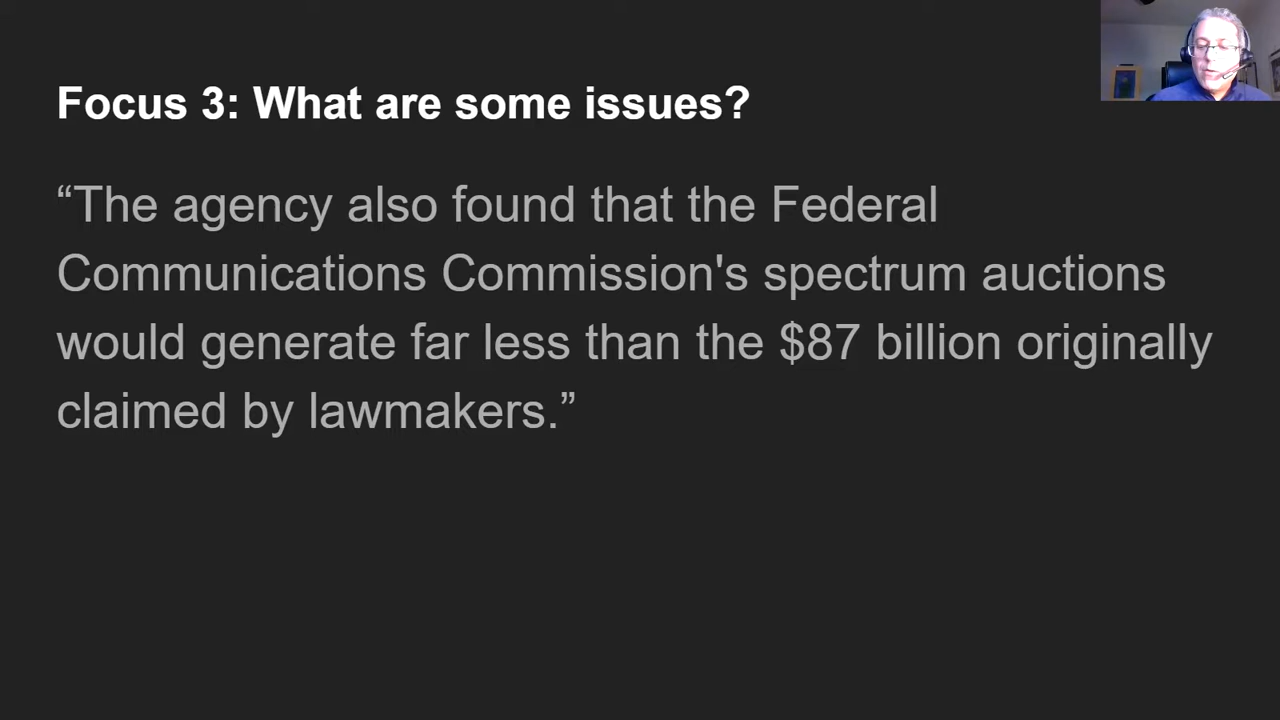 Focus 3: What are some issues?
“The agency also found that the Federal
Communications Commission's spectrum auctions
would generate far less than the $87 billion originally
claimed by lawmakers.”